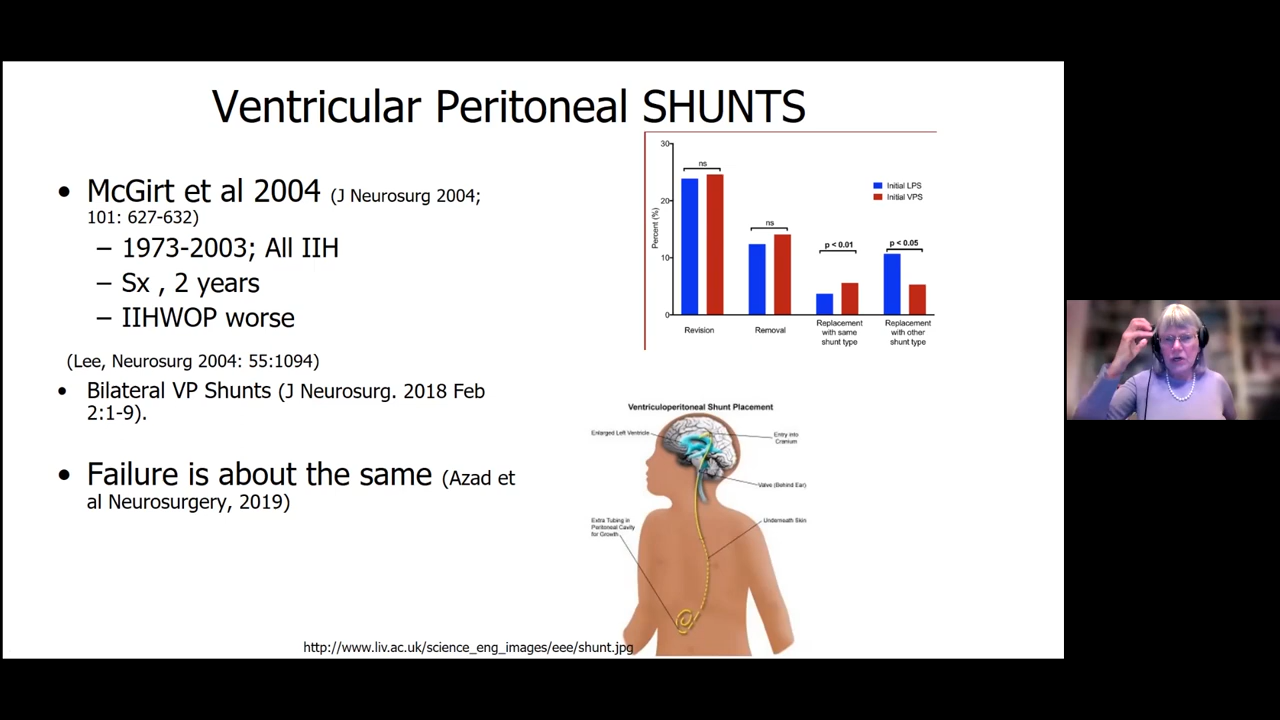 Ventricular Peritoneal SHUNTS
• McGirt et al 2004 (J Neurosurg 2004;
101: 627-632)
– 1973-2003; All IIH
– Sx , 2 years
– IIHWOP worse
(Lee, Neurosurg 2004: 55:1094)
• Bilateral VP Shunts (J Neurosurg. 2018 Feb
2:1-9).
• Failure is about the same (Azad et
al Neurosurgery, 2019)
30
20
10
0
Percent (%)
ns
ns
p < 0.01
p < 0.05
Initial LPS
Initial VPS
Revision
Removal
Replacement
with same
shunt type
Replacement
with other
shunt type
Ventriculoperitoneal Shunt Placement
Enlarged Left Ventricle
Entry into
Cranium
Valve (Behind Ear)
Extra Tubing in
Peritoneal Cavity
for Growth
Underneath Skin
http://www.liv.ac.uk/science_eng_images/eee/shunt.jpg